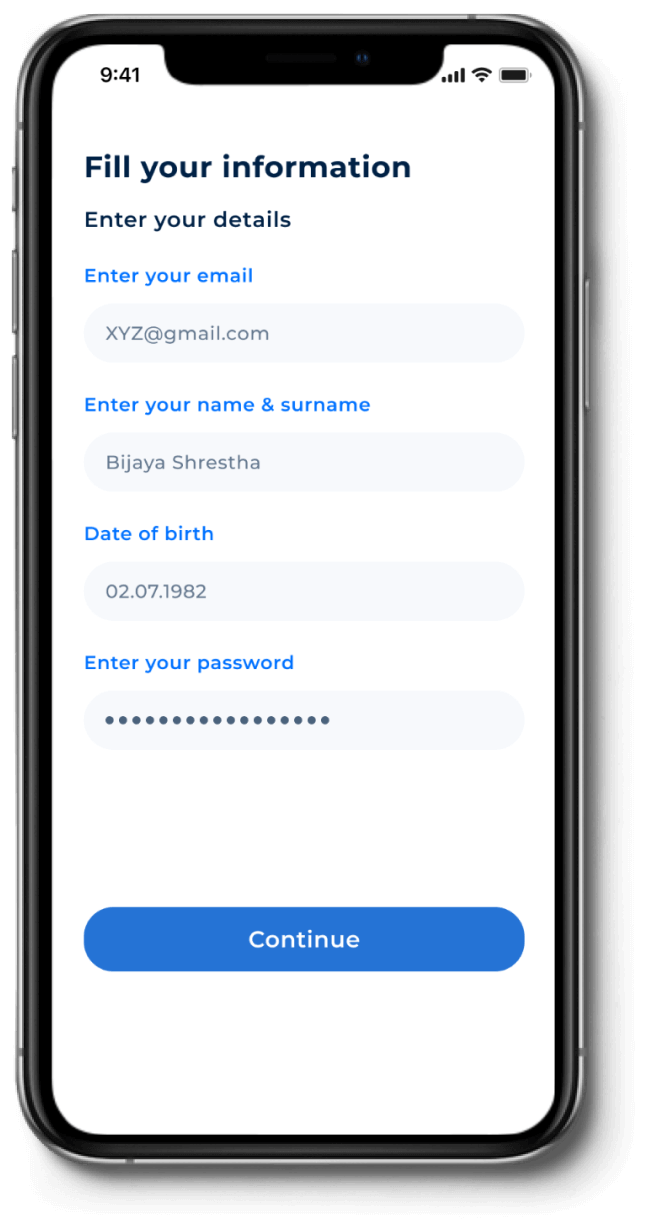 9:41
Fill your information
Enter your details
Enter your email
XYZ@gmail.com
Enter your name & surname
Bijaya Shrestha
Date of birth
02.07.1982
Enter your password
•••••••••••••••••
Continue